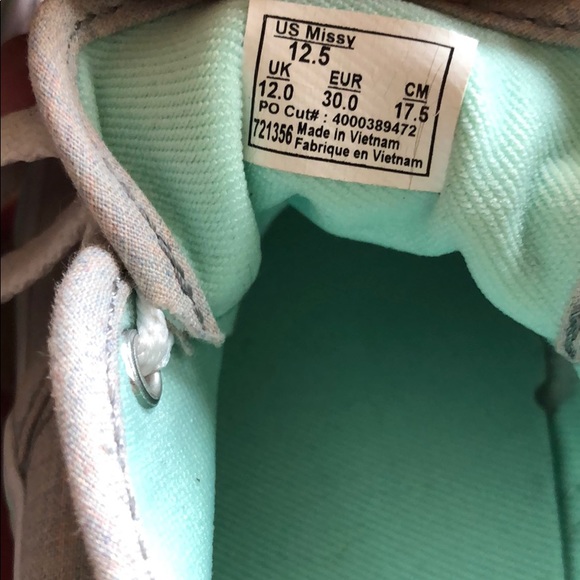 US Missy
12.5
UK EUR CM
12.0 30.0 17.5
PO Cut# : 4000389472
721356 Made in Vietnam
Fabrique en Vietnam